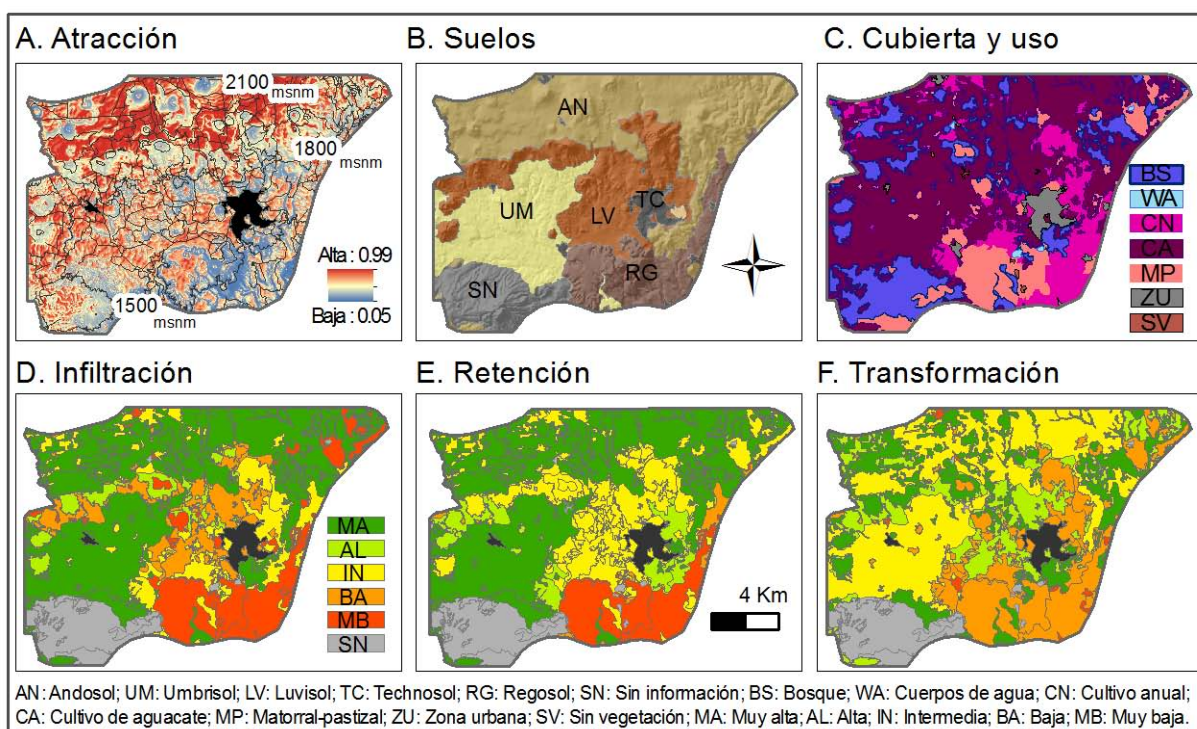 A. Atracción
B. Suelos
C. Cubierta y uso
2100
msnm
1800
msnm
1500
msnm
Alta : 0.99
Baja : 0.05
AN
UM
LV
TC
RG
SN
BS
WA
CN
CA
MP
ZU
SV
D. Infiltración
E. Retención
F. Transformación
MA
AL
IN
BA
MB
SN
4 Km
AN: Andosol; UM: Umbrisol; LV: Luvisol; TC: Technosol; RG: Regosol; SN: Sin información; BS: Bosque; WA: Cuerpos de agua; CN: Cultivo anual;
CA: Cultivo de aguacate; MP: Matorral-pastizal; ZU: Zona urbana; SV: Sin vegetación; MA: Muy alta; AL: Alta; IN: Intermedia; BA: Baja; MB: Muy baja.